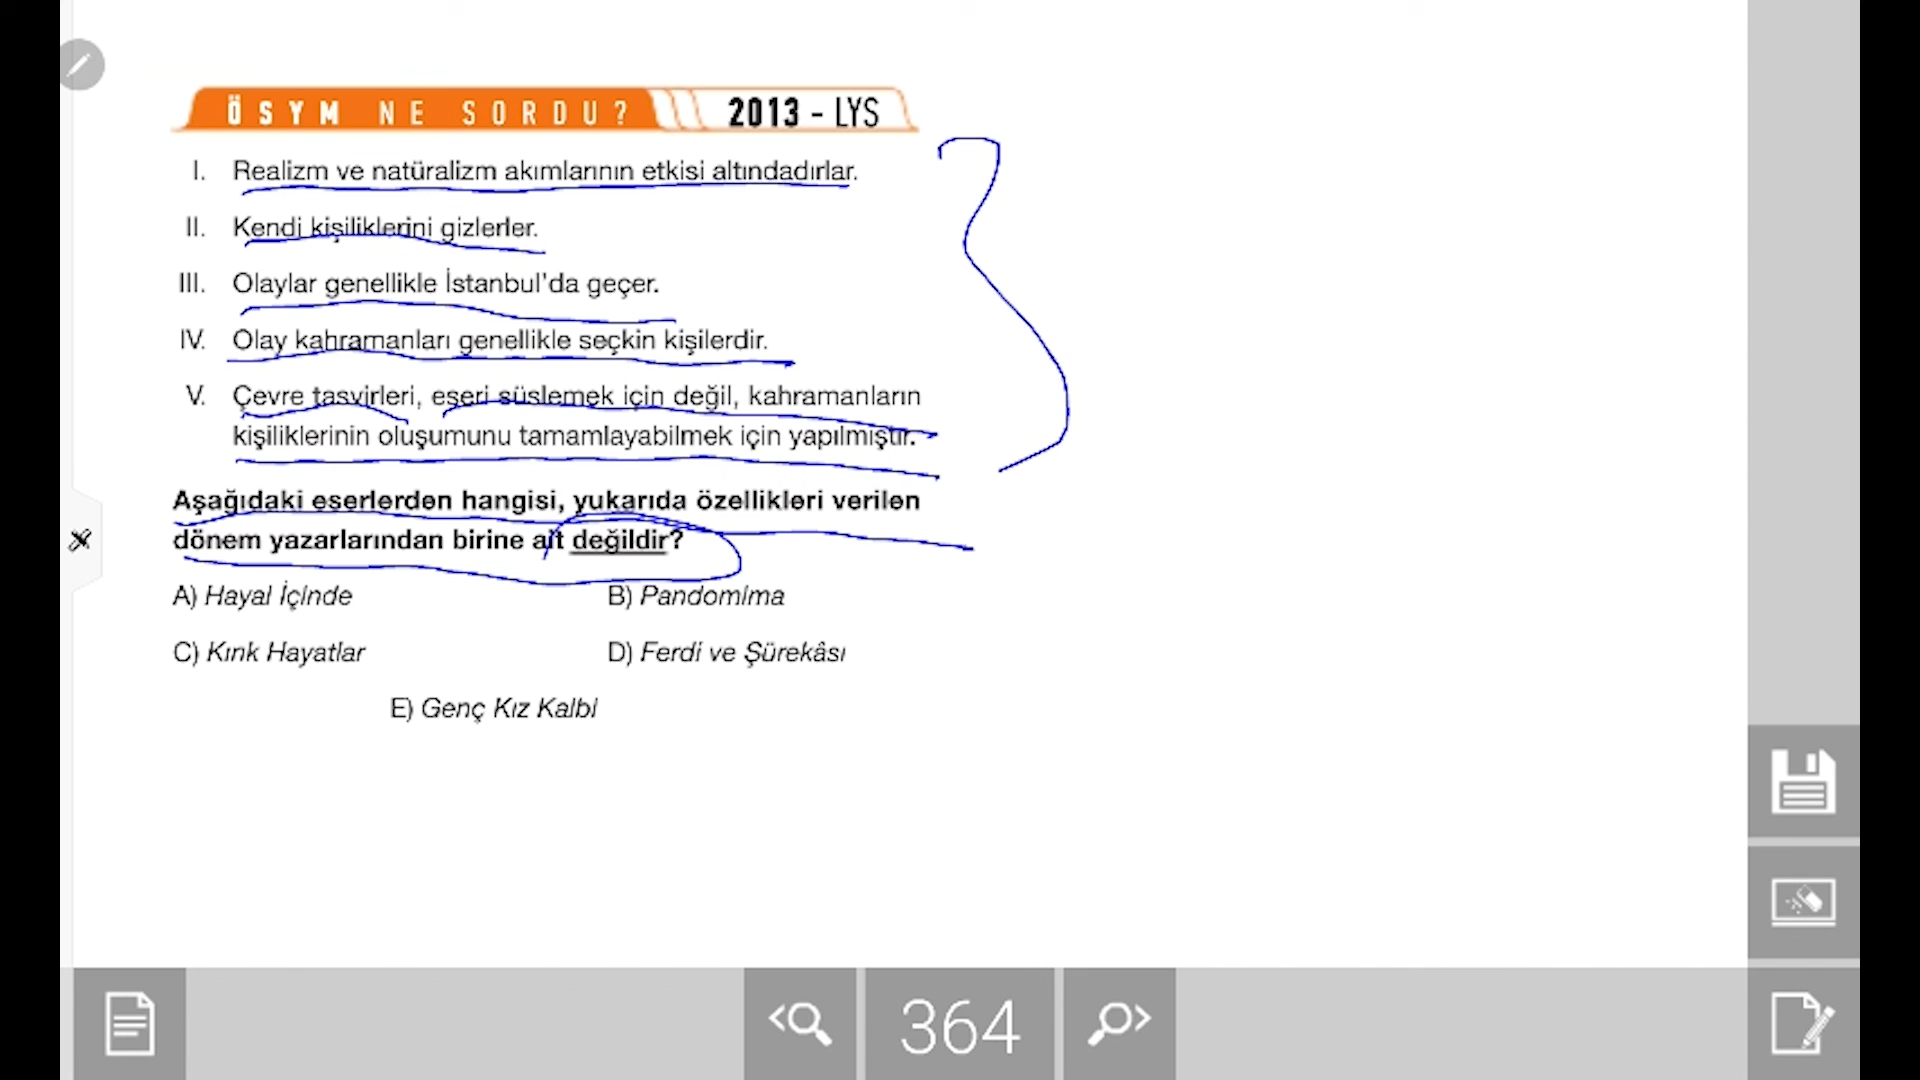 ÖSYM NE SORDU? 2013 - LYS
I. Realizm ve natüralizm akımlarının etkisi altındadırlar.
II. Kendi kişiliklerini gizlerler.
III. Olaylar genellikle İstanbul'da geçer.
IV. Olay kahramanları genellikle seçkin kişilerdir.
V. Çevre tasvirleri, eseri süslemek için değil, kahramanların
kişiliklerinin oluşumunu tamamlayabilmek için yapılmıştır.
Aşağıdaki eserlerden hangisi, yukarıda özellikleri verilen
dönem yazarlarından birine ait değildir?
A) Hayal İçinde B) Pandomima
C) Kırık Hayatlar D) Ferdi ve Şürekâsı
E) Genç Kız Kalbi
364